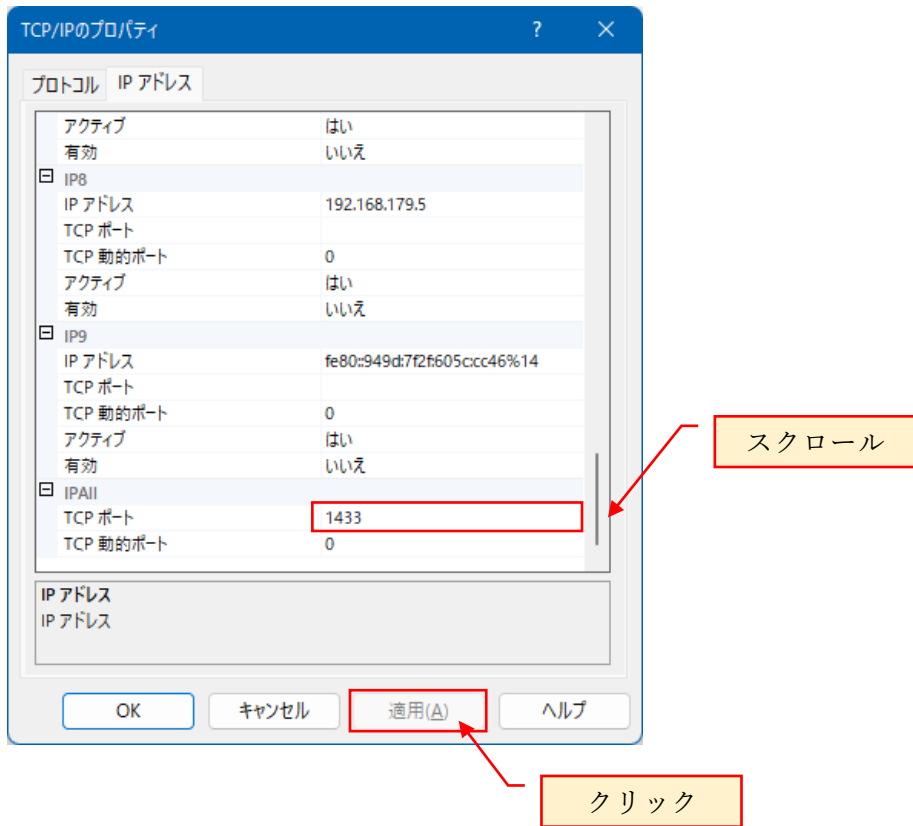 TCP/IPのプロパティ ? ×
プロトコル IP アドレス
アクティブ はい
有効 いいえ
IP8
IP アドレス 192.168.179.5
TCP ポート
TCP 動的ポート 0
アクティブ はい
有効 いいえ
IP9
IP アドレス fe80::949d:7f2f:605c:cc46%14
TCP ポート
TCP 動的ポート 0
アクティブ はい
有効 いいえ
スクロール
IPAll
TCP ポート 1433
TCP 動的ポート 0
IP アドレス
IP アドレス
OK キャンセル 適用(A) ヘルプ
クリック